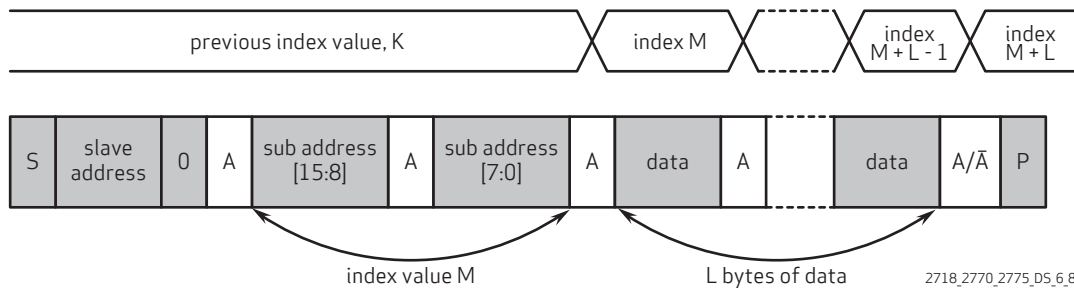 previous index value, K
index M
index
M + L - 1
index
M + L
S
slave
address
0
A
sub address
[15:8]
A
sub address
[7:0]
A
data
A
data
A/Ā
P
index value M
L bytes of data
2718_2770_2775_DS_6_8